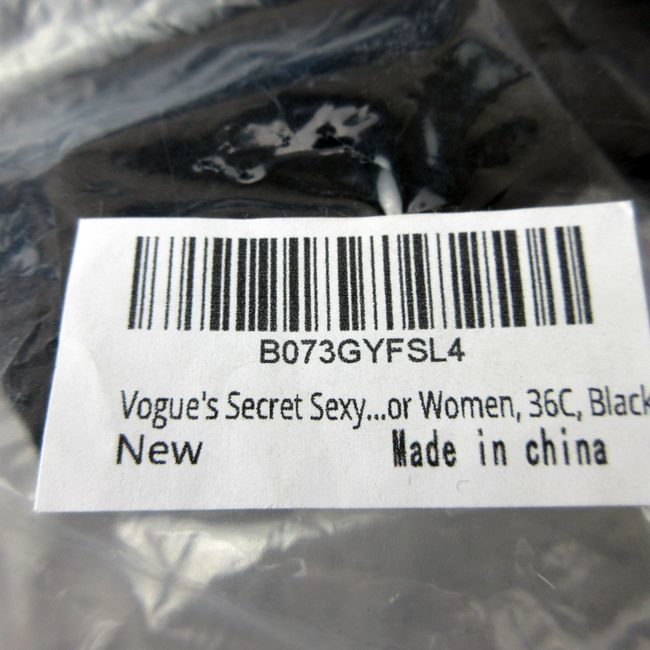 B073GYFSL4
Vogue's Secret Sexy...or Women, 36C, Black
New Made in china